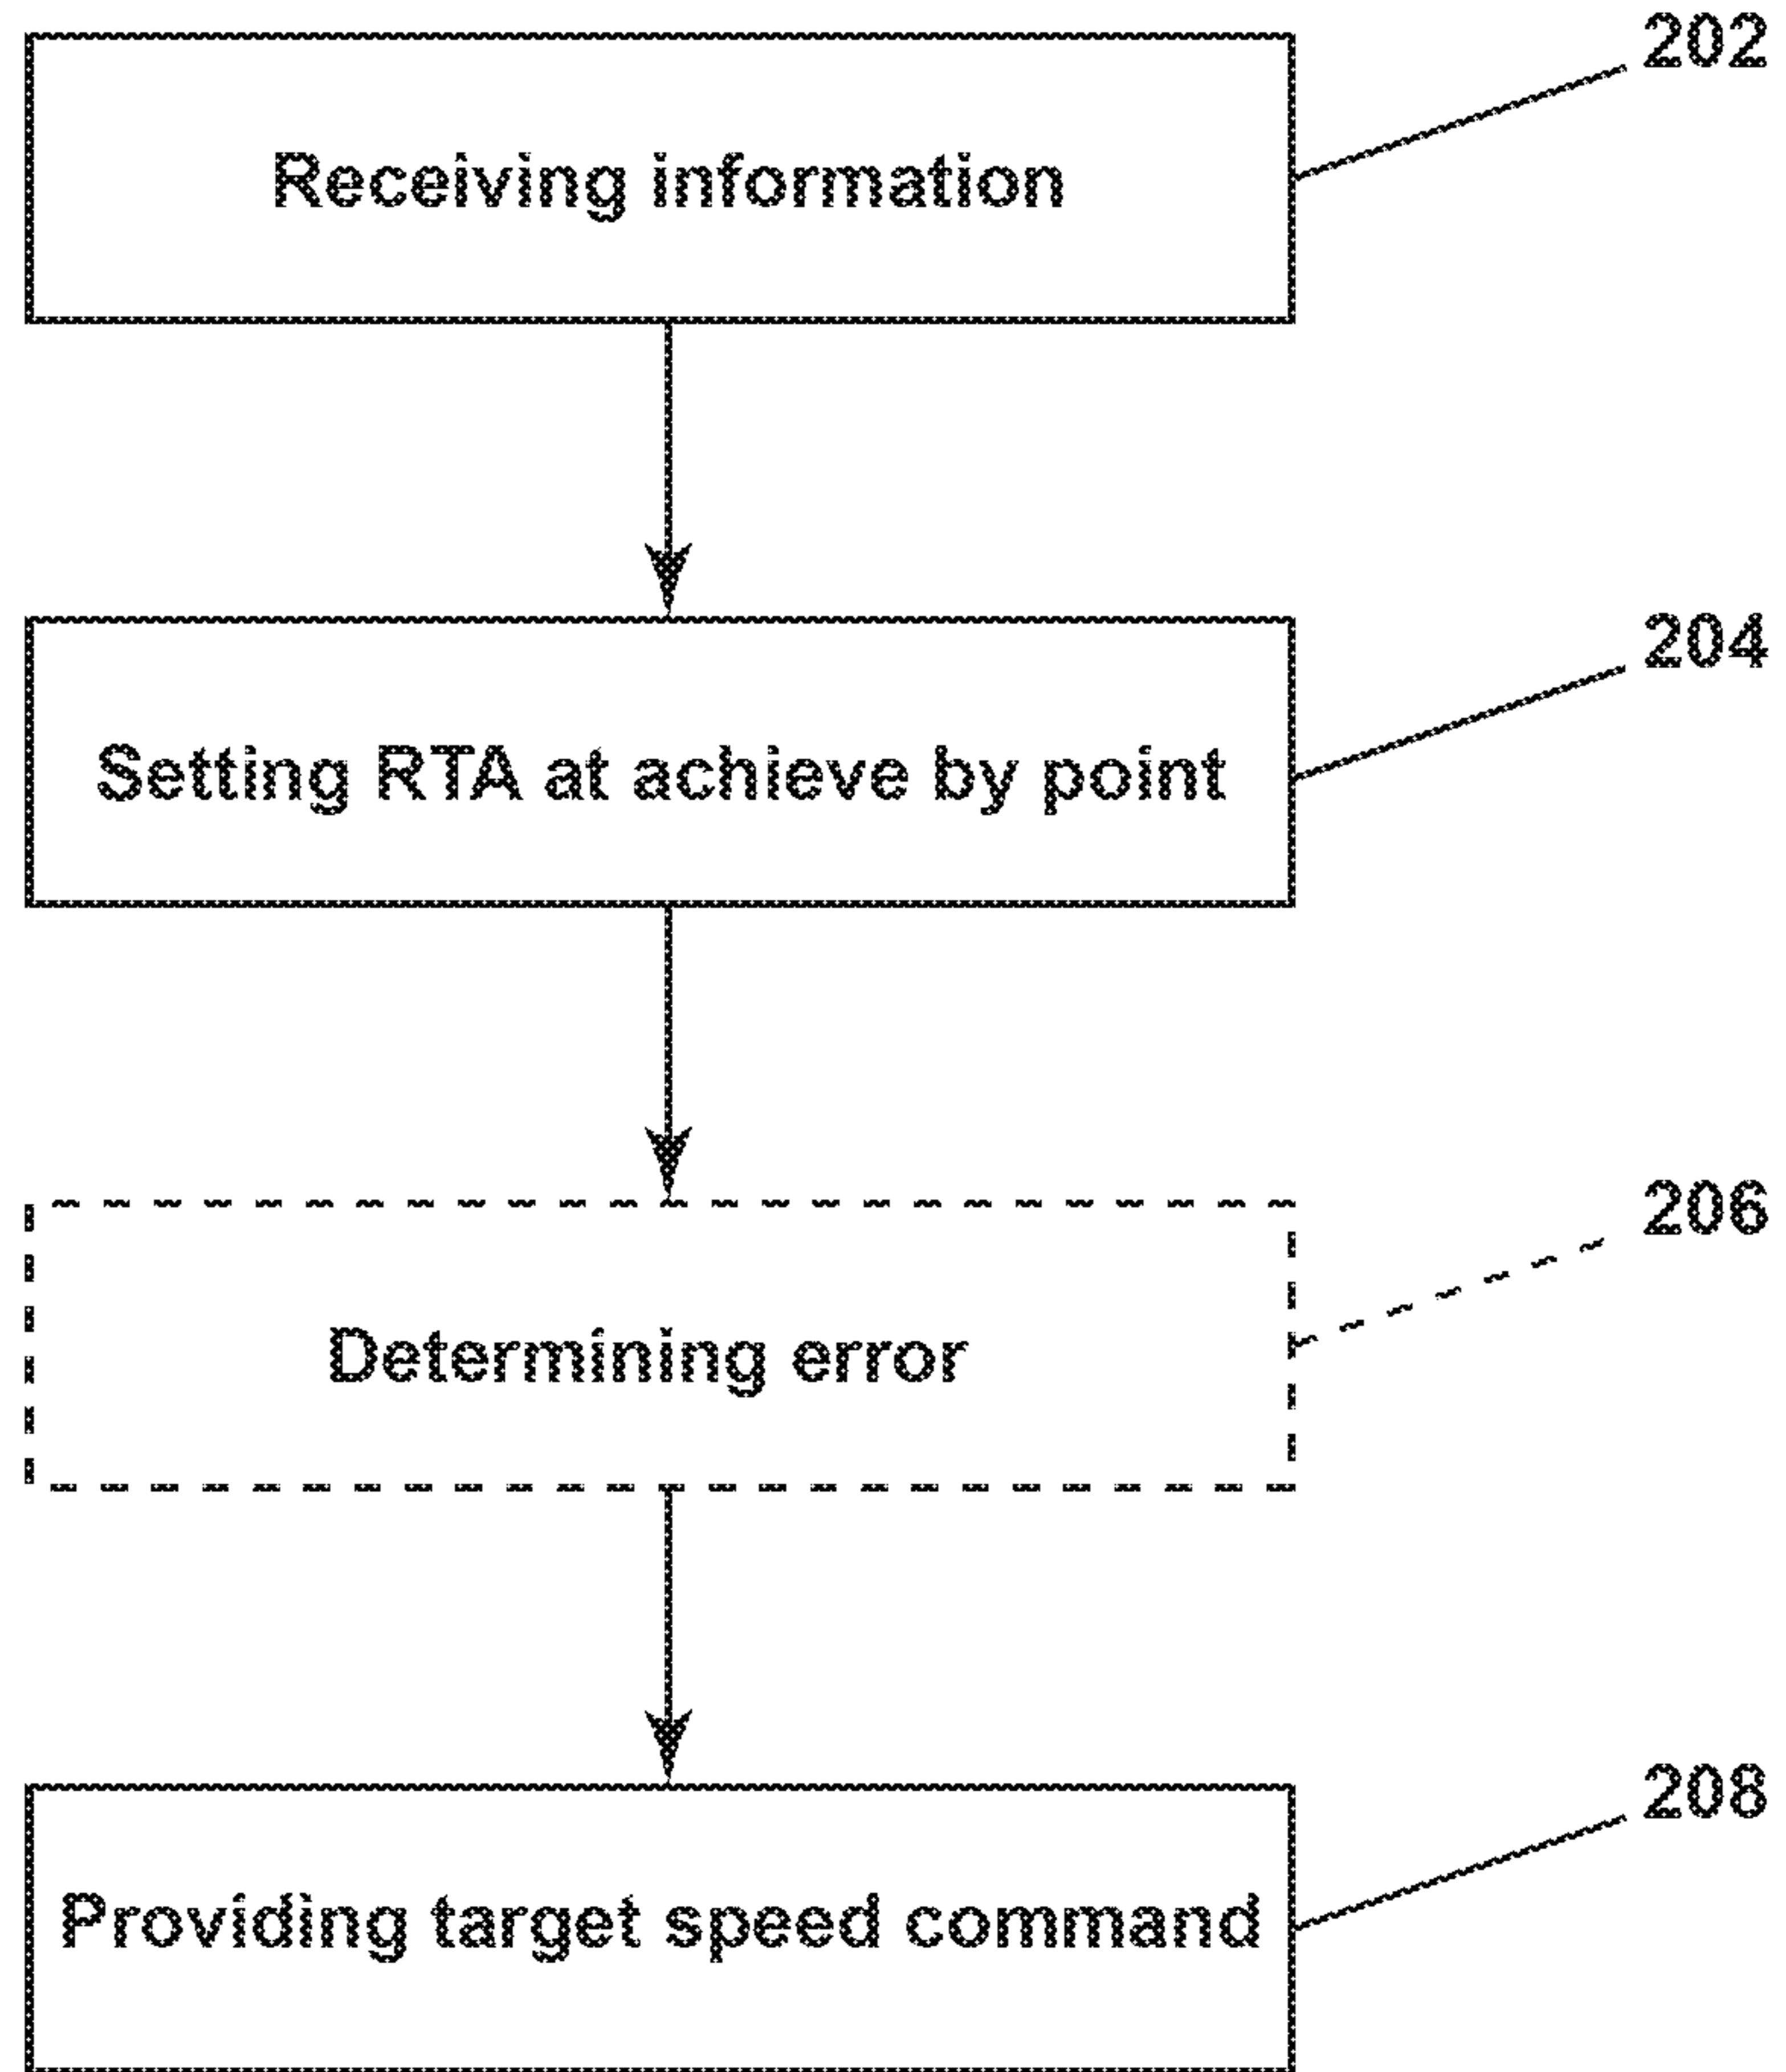 202
Receiving information
204
Setting RTA at achieve by point
206
Determining error
208
Providing target speed command